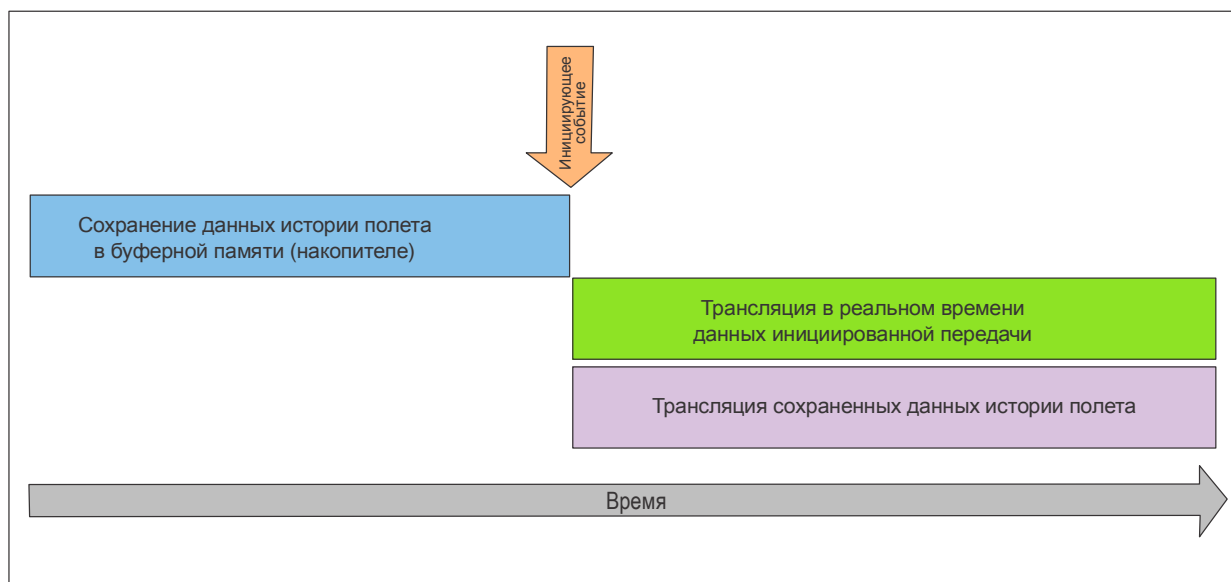 Инициирующее
событие
Сохранение данных истории полета
в буферной памяти (накопителе)
Трансляция в реальном времени
данных инициированной передачи
Трансляция сохраненных данных истории полета
Время